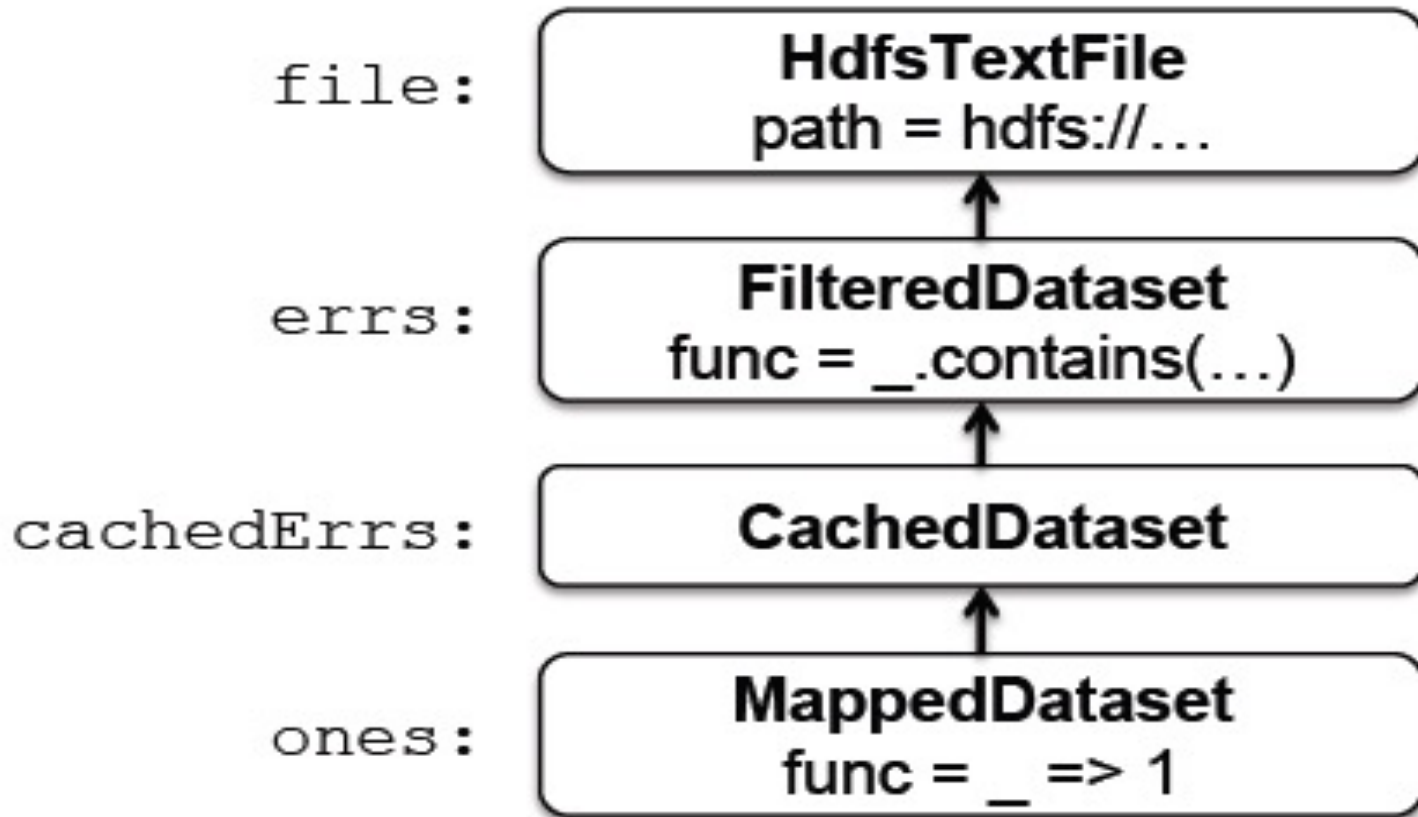 file:
HdfsTextFile
path = hdfs://…
errs:
FilteredDataset
func = _.contains(…)
cachedErrs:
CachedDataset
ones:
MappedDataset
func = _ => 1